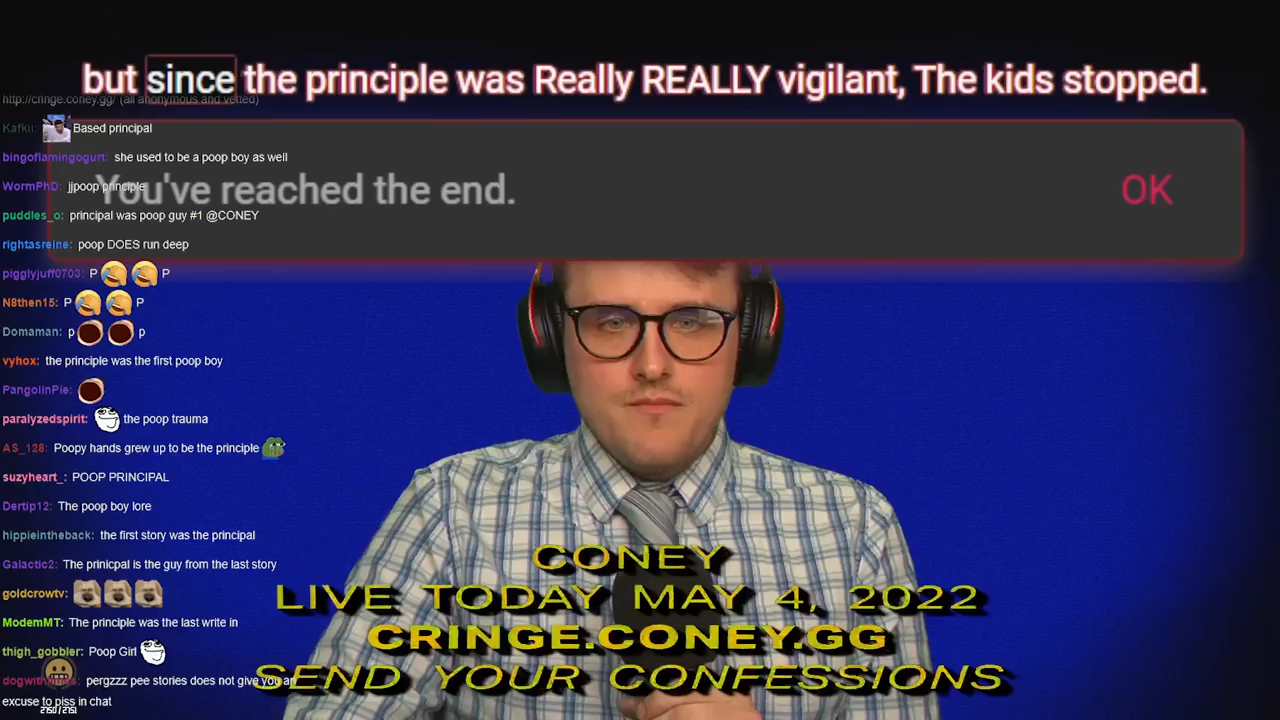 but since the principle was Really REALLY vigilant, The kids stopped.
http://cringe.coney.gg/ (all anonymous and vetted)
Kafkii: Based principal
bingoflamingogurt: she used to be a poop boy as well
WormPhD: jjpoop principle
You've reached the end.
OK
puddles_o: principal was poop guy #1 @CONEY
rightasreine: poop DOES run deep
pigglyjuff0703: P P
N8then15: P P
Domaman: p p
vyhox: the principle was the first poop boy
PangolinPie:
paralyzedspirit: the poop trauma
AS_128: Poopy hands grew up to be the principle
suzyheart_: POOP PRINCIPAL
Dertip12: The poop boy lore
hippieintheback: the first story was the principal
Galactic2: The prinicpal is the guy from the last story
goldcrowtv:
ModemMT: The principle was the last write in
thigh_gobbler: Poop Girl
pergzzz pee stories does not give you an
excuse to piss in chat
2750/2751
CONEY
LIVE TODAY MAY 4, 2022
CRINGE.CONEY.GG
SEND YOUR CONFESSIONS